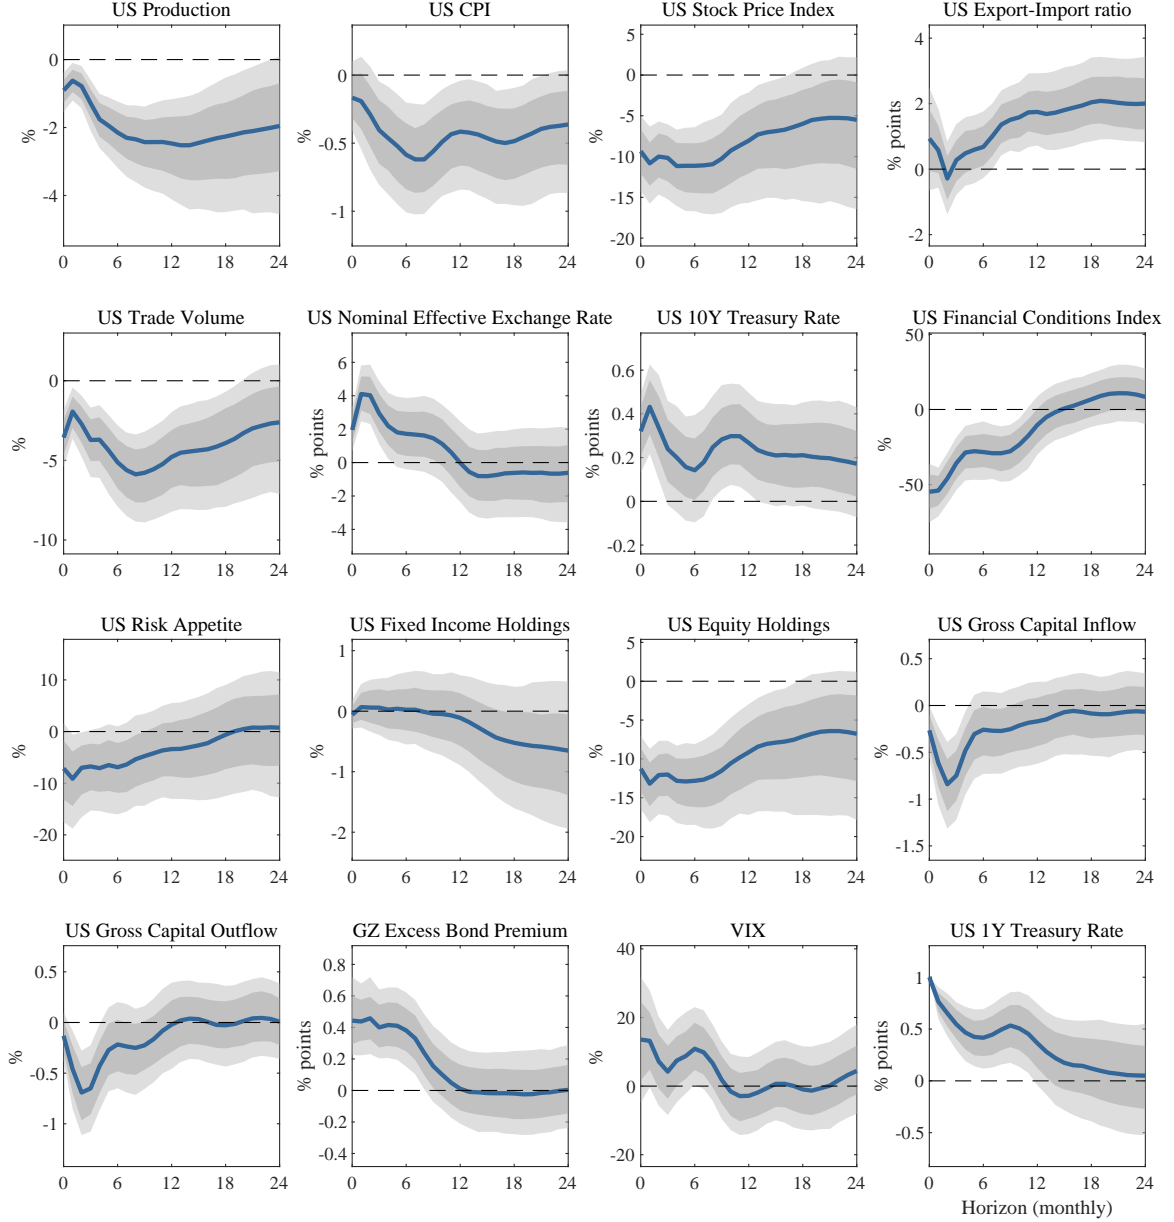 US Production
US CPI
US Stock Price Index
US Export-Import ratio
0
-2
-4
%
0 6 12 18 24
0
-0.5
-1
%
0 6 12 18 24
5
0
-5
-10
-15
-20
%
0 6 12 18 24
4
2
0
-2
% points
0 6 12 18 24
US Trade Volume
US Nominal Effective Exchange Rate
US 10Y Treasury Rate
US Financial Conditions Index
0
-5
-10
%
0 6 12 18 24
6
4
2
0
-2
-4
% points
0 6 12 18 24
0.6
0.4
0.2
0
-0.2
% points
0 6 12 18 24
50
0
-50
%
0 6 12 18 24
US Risk Appetite
US Fixed Income Holdings
US Equity Holdings
US Gross Capital Inflow
10
0
-10
-20
%
0 6 12 18 24
1
0
-1
-2
%
0 6 12 18 24
5
0
-5
-10
-15
-20
%
0 6 12 18 24
0.5
0
-0.5
-1
-1.5
%
0 6 12 18 24
US Gross Capital Outflow
GZ Excess Bond Premium
VIX
US 1Y Treasury Rate
0.5
0
-0.5
-1
%
0 6 12 18 24
0.8
0.6
0.4
0.2
0
-0.2
-0.4
% points
0 6 12 18 24
40
20
0
-20
%
0 6 12 18 24
1
0.5
0
-0.5
% points
0 6 12 18 24
Horizon (monthly)